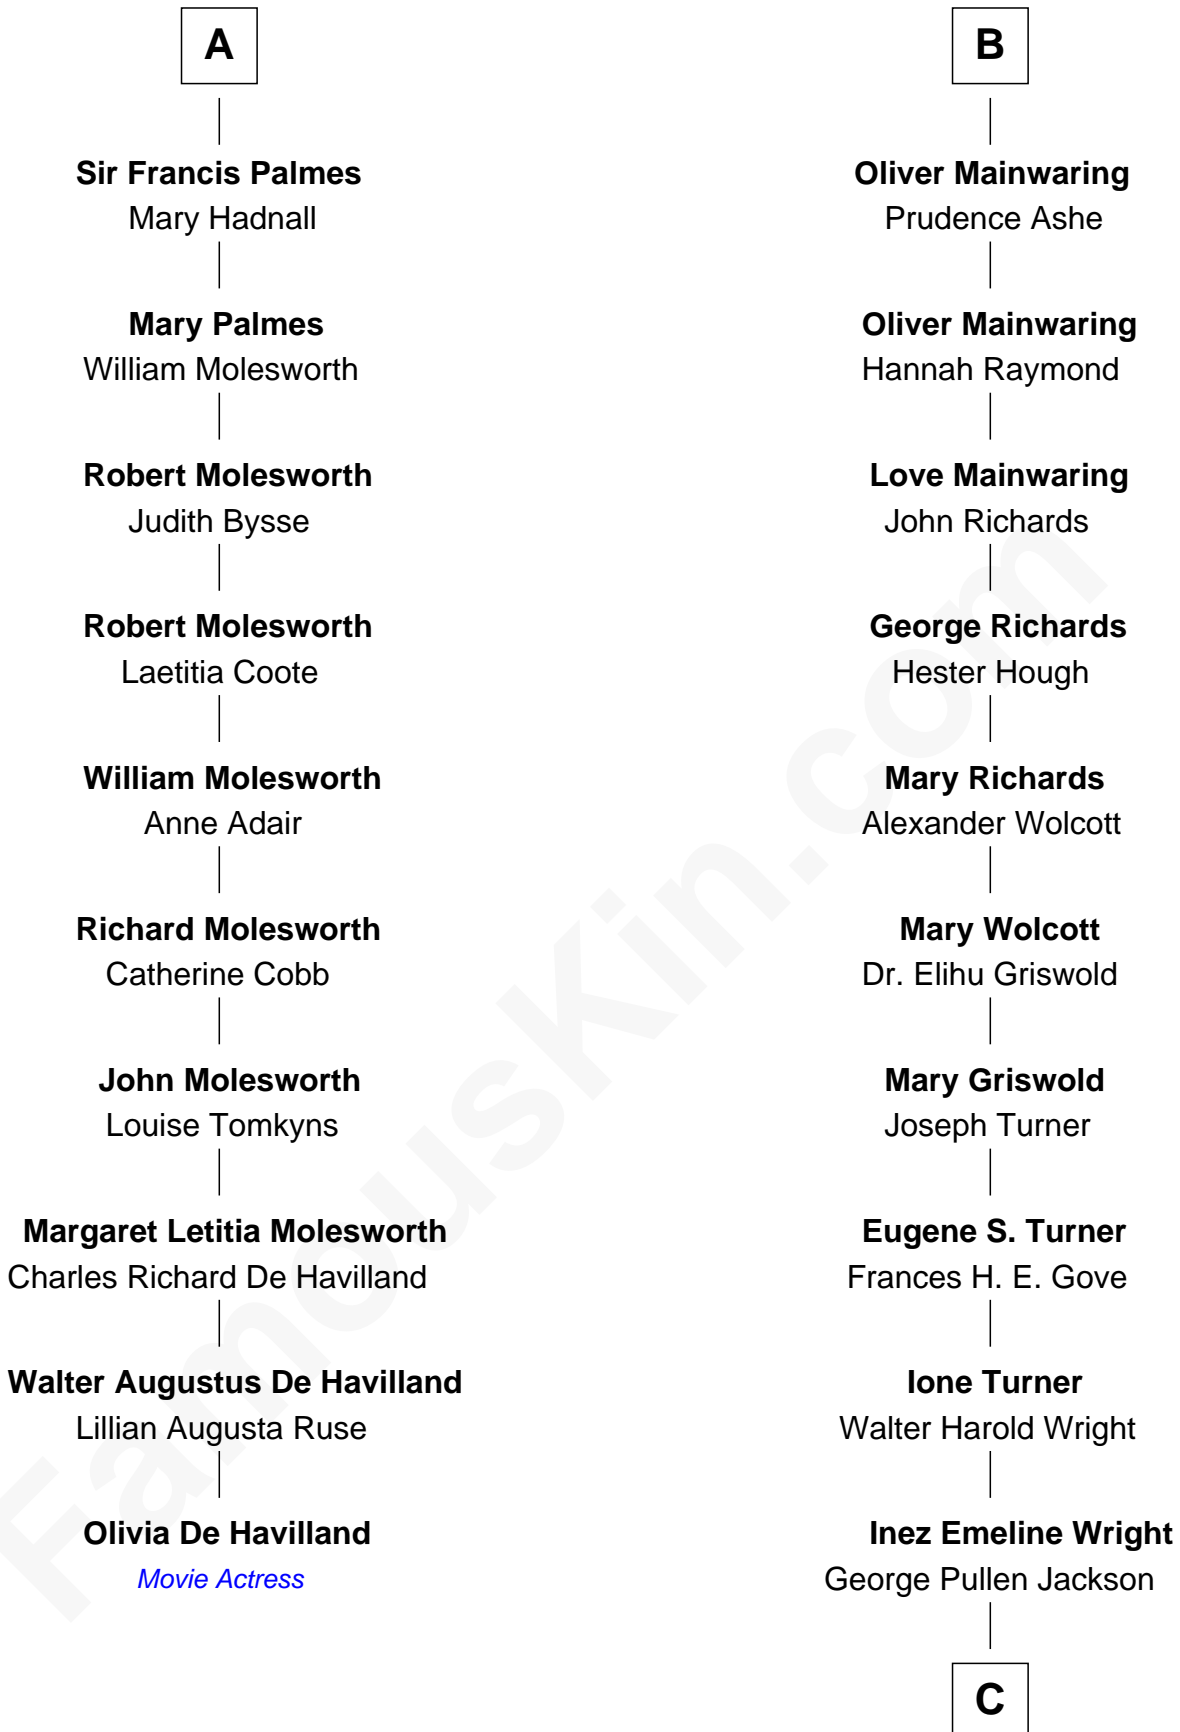 A
Sir Francis Palmes
Mary Hadnall
Mary Palmes
William Molesworth
Robert Molesworth
Judith Bysse
Robert Molesworth
Laetitia Coote
William Molesworth
Anne Adair
Richard Molesworth
Catherine Cobb
John Molesworth
Louise Tomkyns
Margaret Letitia Molesworth
Charles Richard De Havilland
Walter Augustus De Havilland
Lillian Augusta Ruse
Olivia De Havilland
Movie Actress
B
Oliver Mainwaring
Prudence Ashe
Oliver Mainwaring
Hannah Raymond
Love Mainwaring
John Richards
George Richards
Hester Hough
Mary Richards
Alexander Wolcott
Mary Wolcott
Dr. Elihu Griswold
Mary Griswold
Joseph Turner
Eugene S. Turner
Frances H. E. Gove
Ione Turner
Walter Harold Wright
Inez Emeline Wright
George Pullen Jackson
C
FamousKin.com